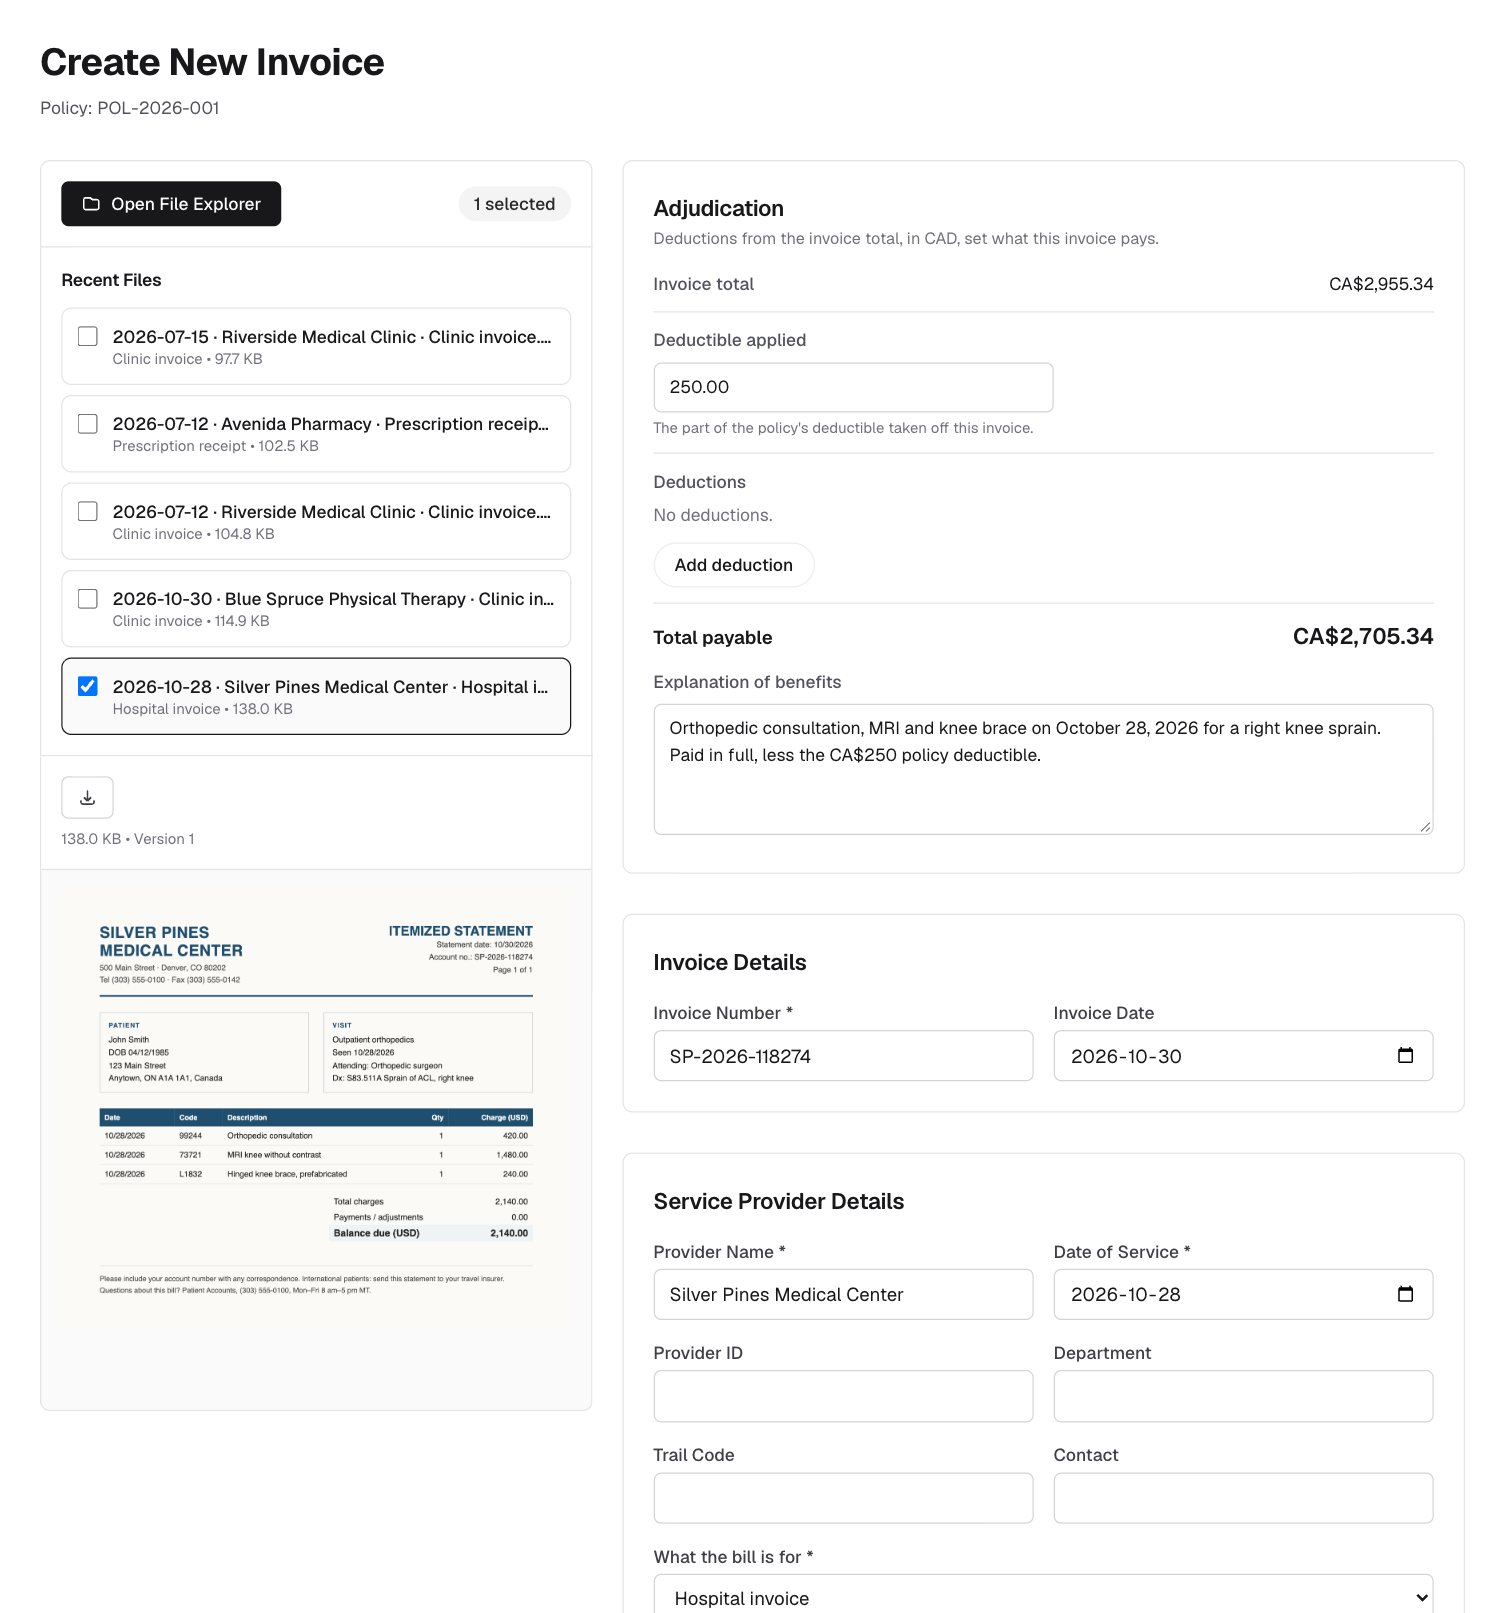 Create New Invoice
Policy: POL-2026-001
Open File Explorer
1 selected
Recent Files
2026-07-15 · Riverside Medical Clinic · Clinic invoice....
Clinic invoice • 97.7 KB
2026-07-12 · Avenida Pharmacy · Prescription receip...
Prescription receipt • 102.5 KB
2026-07-12 · Riverside Medical Clinic · Clinic invoice....
Clinic invoice • 104.8 KB
2026-10-30 · Blue Spruce Physical Therapy · Clinic in...
Clinic invoice • 114.9 KB
2026-10-28 · Silver Pines Medical Center · Hospital i...
Hospital invoice • 138.0 KB
138.0 KB • Version 1
SILVER PINES
MEDICAL CENTER
500 Main Street · Denver, CO 80202
Tel (303) 555-0100 · Fax (303) 555-0142
ITEMIZED STATEMENT
Statement date: 10/30/2026
Account no.: SP-2026-118274
Page 1 of 1
PATIENT
John Smith
DOB 04/12/1985
123 Main Street
Anytown, ON A1A 1A1, Canada
VISIT
Outpatient orthopedics
Seen 10/28/2026
Attending: Orthopedic surgeon
Dx: S83.511A Sprain of ACL, right knee
Date Code Description Qty Charge (USD)
10/28/2026 99244 Orthopedic consultation 1 420.00
10/28/2026 73721 MRI knee without contrast 1 1,480.00
10/28/2026 L1832 Hinged knee brace, prefabricated 1 240.00
Total charges 2,140.00
Payments / adjustments 0.00
Balance due (USD) 2,140.00
Please include your account number with any correspondence. International patients: send this statement to your travel insurer.
Questions about this bill? Patient Accounts, (303) 555-0100, Mon–Fri 8 am–5 pm MT.
Adjudication
Deductions from the invoice total, in CAD, set what this invoice pays.
Invoice total CA$2,955.34
Deductible applied
250.00
The part of the policy's deductible taken off this invoice.
Deductions
No deductions.
Add deduction
Total payable CA$2,705.34
Explanation of benefits
Orthopedic consultation, MRI and knee brace on October 28, 2026 for a right knee sprain.
Paid in full, less the CA$250 policy deductible.
Invoice Details
Invoice Number * Invoice Date
SP-2026-118274 2026-10-30
Service Provider Details
Provider Name * Date of Service *
Silver Pines Medical Center 2026-10-28
Provider ID Department
Trail Code Contact
What the bill is for *
Hospital invoice